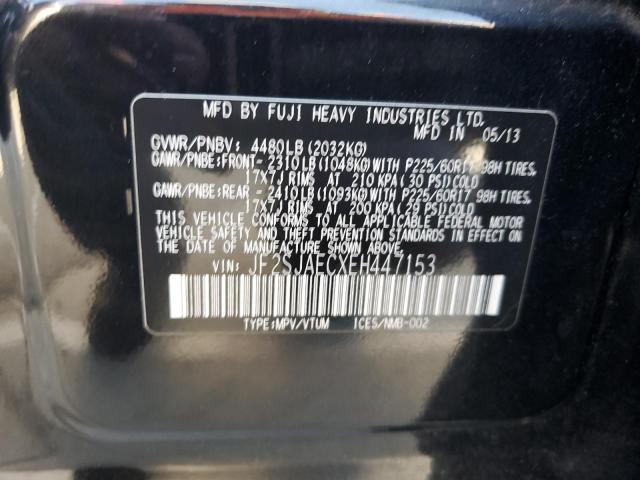 MFD BY FUJI HEAVY INDUSTRIES LTD.
MFD IN 05/13
GVWR/PNBV: 4480LB(2032KG)
GAWR/PNBE:FRONT- 2310LB(1048KG)WITH P225/60R17 98H TIRES,
17X7J RIMS AT 210 KPA(30 PSI)COLD
GAWR/PNBE:REAR - 2410LB(1093KG)WITH P225/60R17 98H TIRES,
17X7J RIMS AT 200 KPA(29 PSI)COLD
THIS VEHICLE CONFORMS TO ALL APPLICABLE FEDERAL MOTOR
VEHICLE SAFETY AND THEFT PREVENTION STANDARDS IN EFFECT
ON THE DATE OF MANUFACTURE SHOWN ABOVE.
VIN: JF2SJAECXEH447153
TYPE:MPV/VTUM ICES/NMB-002